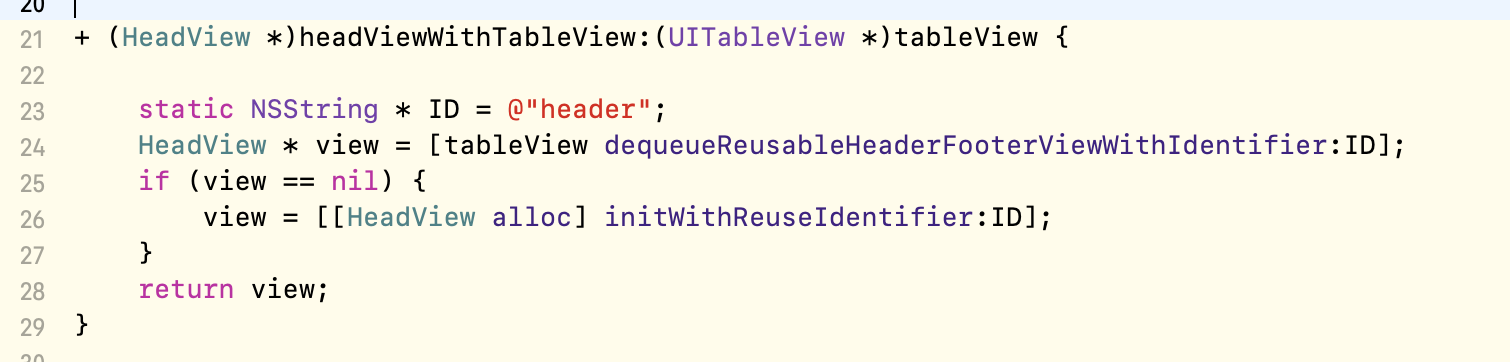 20
21 + (HeadView *)headViewWithTableView:(UITableView *)tableView {
22
23     static NSString * ID = @"header";
24     HeadView * view = [tableView dequeueReusableHeaderFooterViewWithIdentifier:ID];
25     if (view == nil) {
26         view = [[HeadView alloc] initWithReuseIdentifier:ID];
27     }
28     return view;
29 }
30